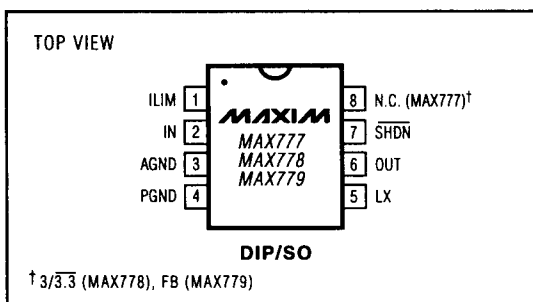 TOP VIEW
ILIM 1
IN 2
AGND 3
PGND 4
MAXIM
MAX777
MAX778
MAX779
8 N.C. (MAX777)†
7 S̅H̅D̅N̅
6 OUT
5 LX
DIP/SO
† 3/3̅.̅3̅ (MAX778), FB (MAX779)